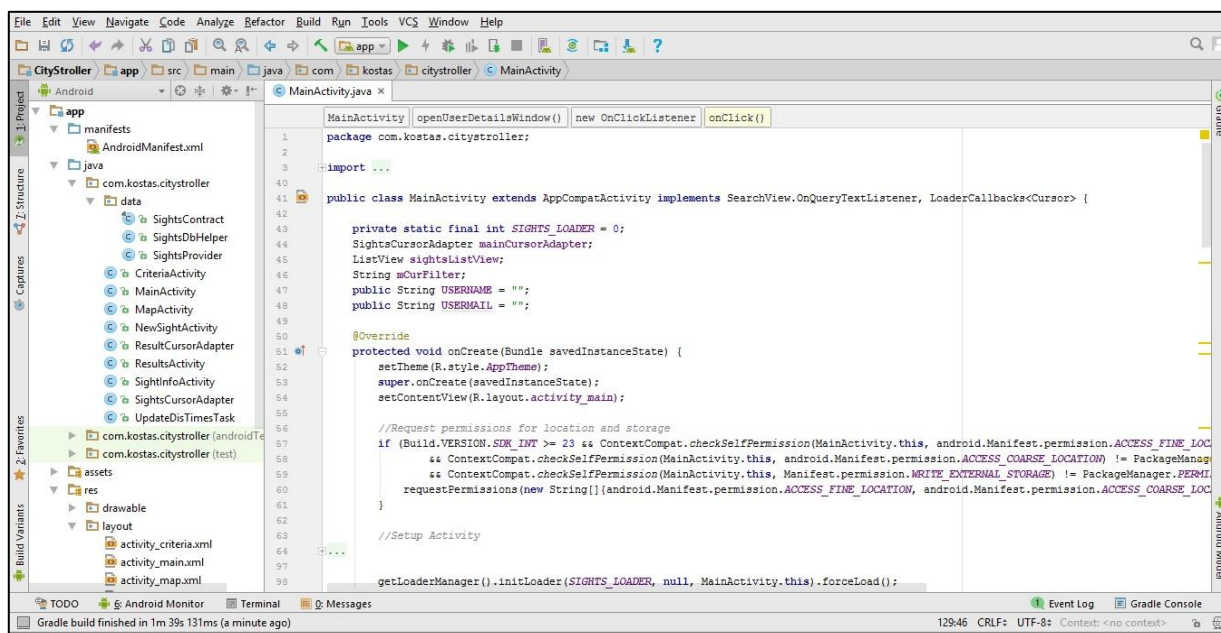 File Edit View Navigate Code Analyze Refactor Build Run Tools VCS Window Help
app
CityStroller app src main java com kostas citystroller MainActivity
Android
MainActivity.java
1: Project
7: Structure
Captures
2: Favorites
Build Variants
app
manifests
AndroidManifest.xml
java
com.kostas.citystroller
data
SightsContract
SightsDbHelper
SightsProvider
CriteriaActivity
MainActivity
MapActivity
NewSightActivity
ResultCursorAdapter
ResultsActivity
SightInfoActivity
SightsCursorAdapter
UpdateDisTimesTask
com.kostas.citystroller (androidTe
com.kostas.citystroller (test)
assets
res
drawable
layout
activity_criteria.xml
activity_main.xml
activity_map.xml
MainActivity openUserDetailsWindow() new OnClickListener onClick()
1 package com.kostas.citystroller;
2
3 import ...
40
41 public class MainActivity extends AppCompatActivity implements SearchView.OnQueryTextListener, LoaderCallbacks<Cursor> {
42
43 private static final int SIGHTS_LOADER = 0;
44 SightsCursorAdapter mainCursorAdapter;
45 ListView sightsListView;
46 String mCurFilter;
47 public String USERNAME = "";
48 public String USERMAIL = "";
49
50 @Override
51 protected void onCreate(Bundle savedInstanceState) {
52 setTheme(R.style.AppTheme);
53 super.onCreate(savedInstanceState);
54 setContentView(R.layout.activity_main);
55
56 //Request permissions for location and storage
57 if (Build.VERSION.SDK_INT >= 23 && ContextCompat.checkSelfPermission(MainActivity.this, android.Manifest.permission.ACCESS_FINE_LOC
58 && ContextCompat.checkSelfPermission(MainActivity.this, android.Manifest.permission.ACCESS_COARSE_LOCATION) != PackageManag
59 && ContextCompat.checkSelfPermission(MainActivity.this, Manifest.permission.WRITE_EXTERNAL_STORAGE) != PackageManager.PERMI
60 requestPermissions(new String[]{android.Manifest.permission.ACCESS_FINE_LOCATION, android.Manifest.permission.ACCESS_COARSE_LOC
61 }
62
63 //Setup Activity
64 ...
97
98 getLoaderManager().initLoader(SIGHTS_LOADER, null, MainActivity.this).forceLoad();
Gradle
Android Model
TODO 6: Android Monitor Terminal 0: Messages 1 Event Log Gradle Console
Gradle build finished in 1m 39s 131ms (a minute ago) 129:46 CRLF UTF-8 Context: <no context>